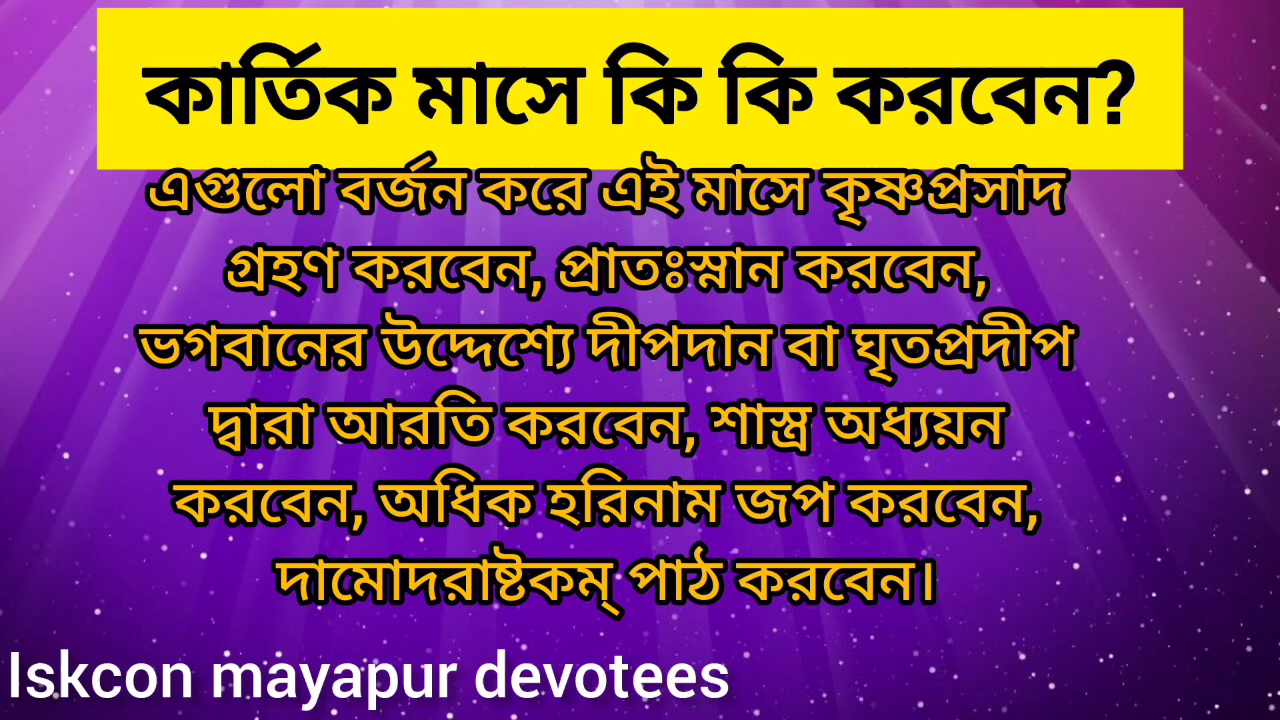 কার্তিক মাসে কি কি করবেন?
এগুলো বর্জন করে এই মাসে কৃষ্ণপ্রসাদ
গ্রহণ করবেন, প্রাতঃস্নান করবেন,
ভগবানের উদ্দেশ্যে দীপদান বা ঘৃতপ্রদীপ
দ্বারা আরতি করবেন, শাস্ত্র অধ্যয়ন
করবেন, অধিক হরিনাম জপ করবেন,
দামোদরাষ্টকম্ পাঠ করবেন।
Iskcon mayapur devotees